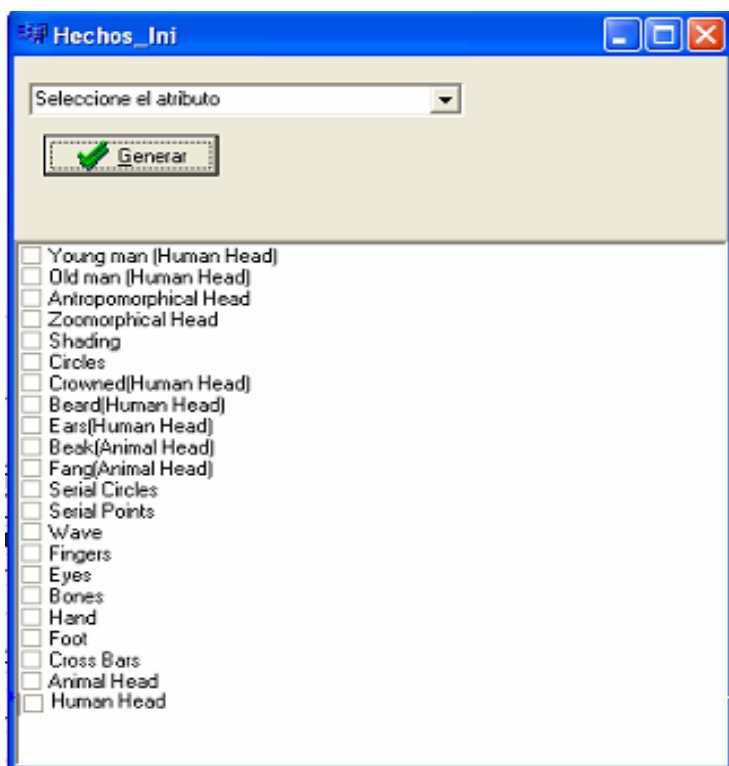 Hechos_Ini
Seleccione el atributo
Generar
Young man (Human Head)
Old man (Human Head)
Antropomorphical Head
Zoomorphical Head
Shading
Circles
Crowned(Human Head)
Beard(Human Head)
Ears(Human Head)
Beak(Animal Head)
Fang(Animal Head)
Serial Circles
Serial Points
Wave
Fingers
Eyes
Bones
Hand
Foot
Cross Bars
Animal Head
Human Head